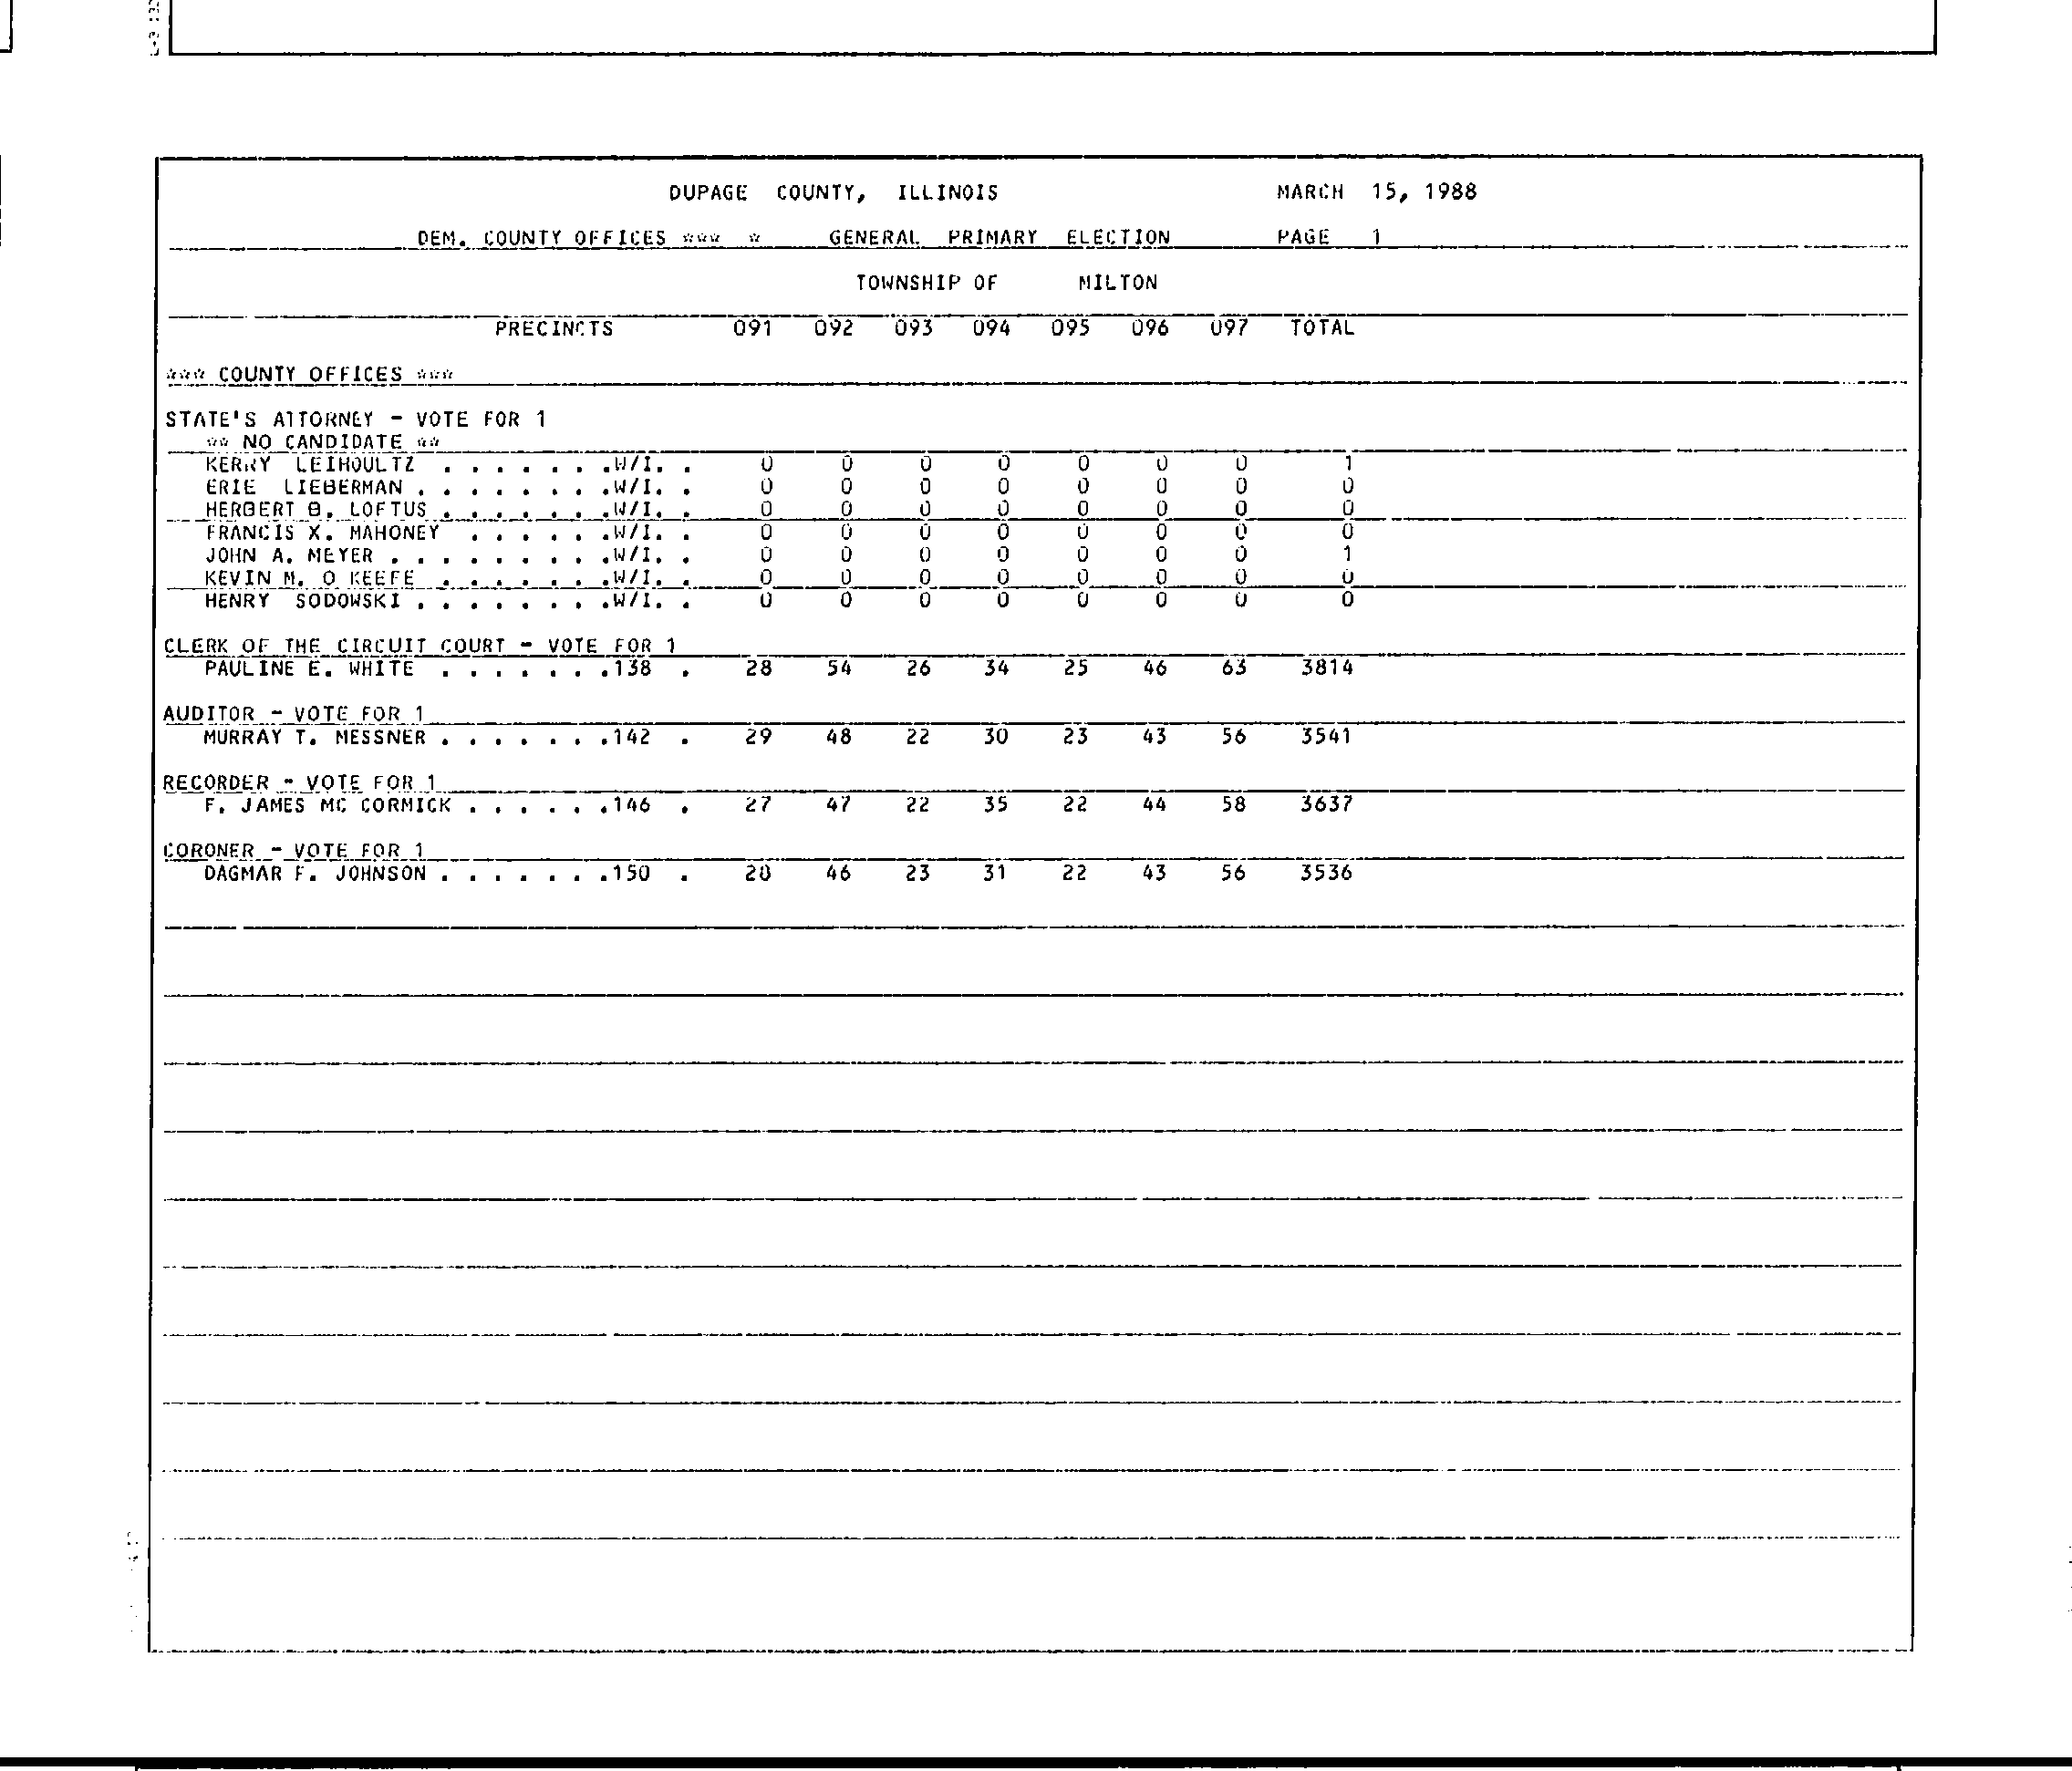 DUPAGE COUNTY, ILLINOIS MARCH 15, 1988
DEM. COUNTY OFFICES *** * GENERAL PRIMARY ELECTION PAGE 1
TOWNSHIP OF MILTON
PRECINCTS 091 092 093 094 095 096 097 TOTAL
*** COUNTY OFFICES ***
STATE'S ATTORNEY - VOTE FOR 1
** NO CANDIDATE **
KERRY LEIHOULTZ . . . . . . .W/I. . 0 0 0 0 0 0 0 1
ERIE LIEBERMAN . . . . . . . .W/I. . 0 0 0 0 0 0 0 0
HERBERT B. LOFTUS . . . . . . .W/I. . 0 0 0 0 0 0 0 0
FRANCIS X. MAHONEY . . . . . .W/I. . 0 0 0 0 0 0 0 0
JOHN A. MEYER . . . . . . . . .W/I. . 0 0 0 0 0 0 0 1
KEVIN M. O KEEFE . . . . . . .W/I. . 0 0 0 0 0 0 0 0
HENRY SODOWSKI . . . . . . . .W/I. . 0 0 0 0 0 0 0 0
CLERK OF THE CIRCUIT COURT - VOTE FOR 1
PAULINE E. WHITE . . . . . . .138 . 28 54 26 34 25 46 63 3814
AUDITOR - VOTE FOR 1
MURRAY T. MESSNER . . . . . . .142 . 29 48 22 30 23 43 56 3541
RECORDER - VOTE FOR 1
F. JAMES MC CORMICK . . . . . .146 . 27 47 22 35 22 44 58 3637
CORONER - VOTE FOR 1
DAGMAR F. JOHNSON . . . . . . .150 . 28 46 23 31 22 43 56 3536